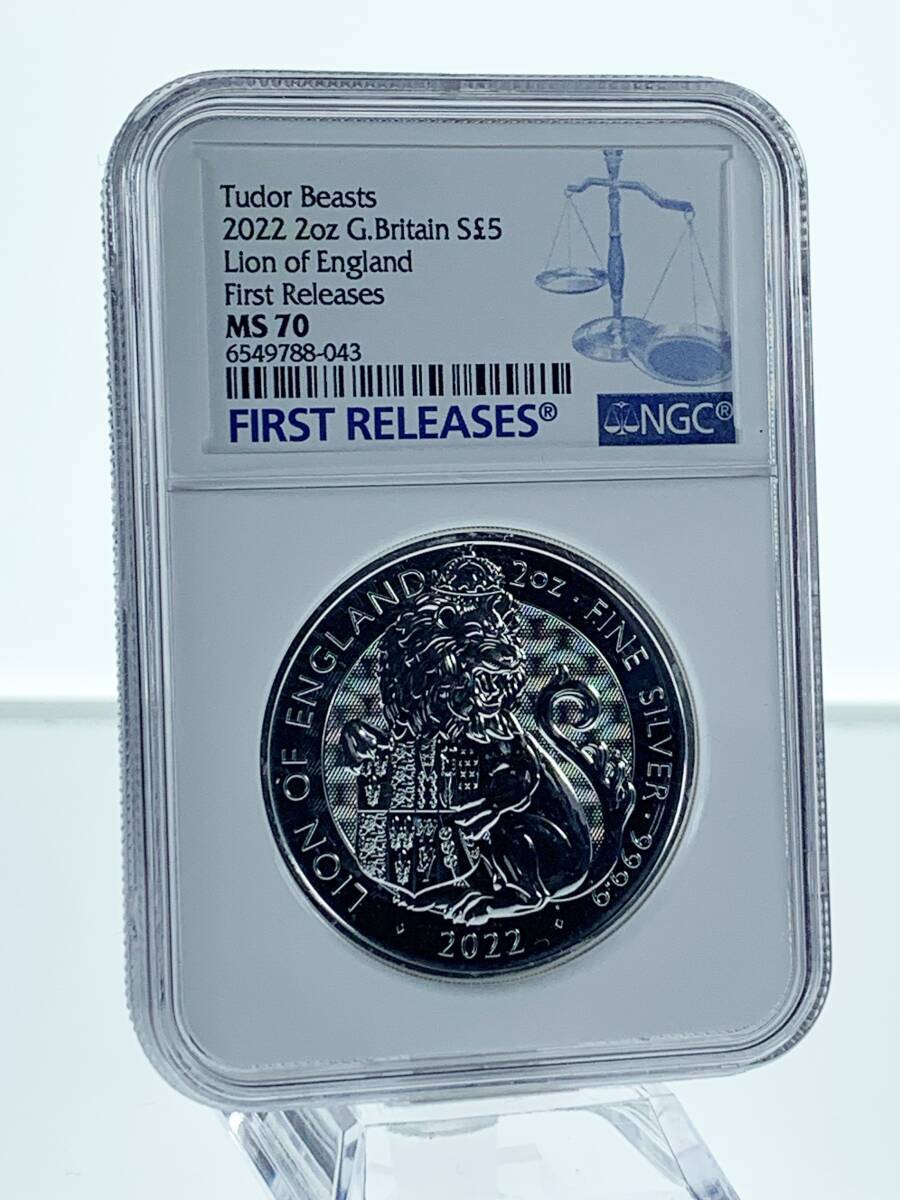 Tudor Beasts
2022 2oz G.Britain S£5
Lion of England
First Releases
MS 70
6549788-043
FIRST RELEASES®
NGC®
LION OF ENGLAND
2OZ · FINE SILVER · 999.9
2022